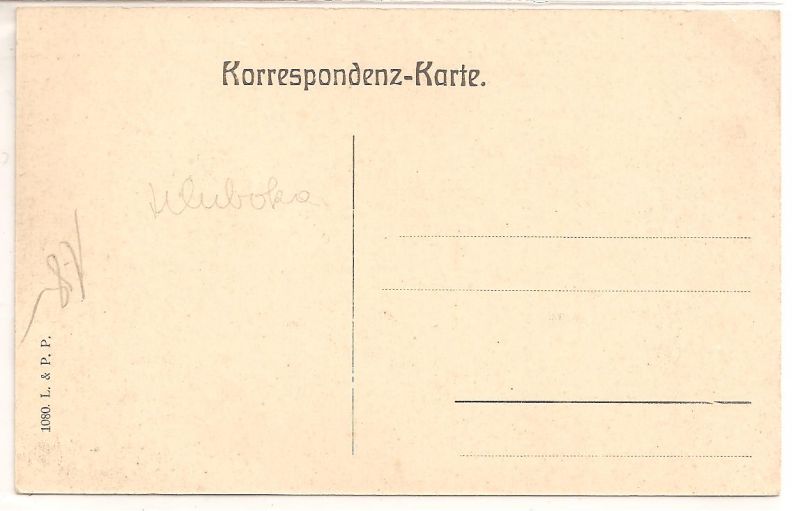 Korrespondenz-Karte.
Hluboka
1080. L. & P. P.